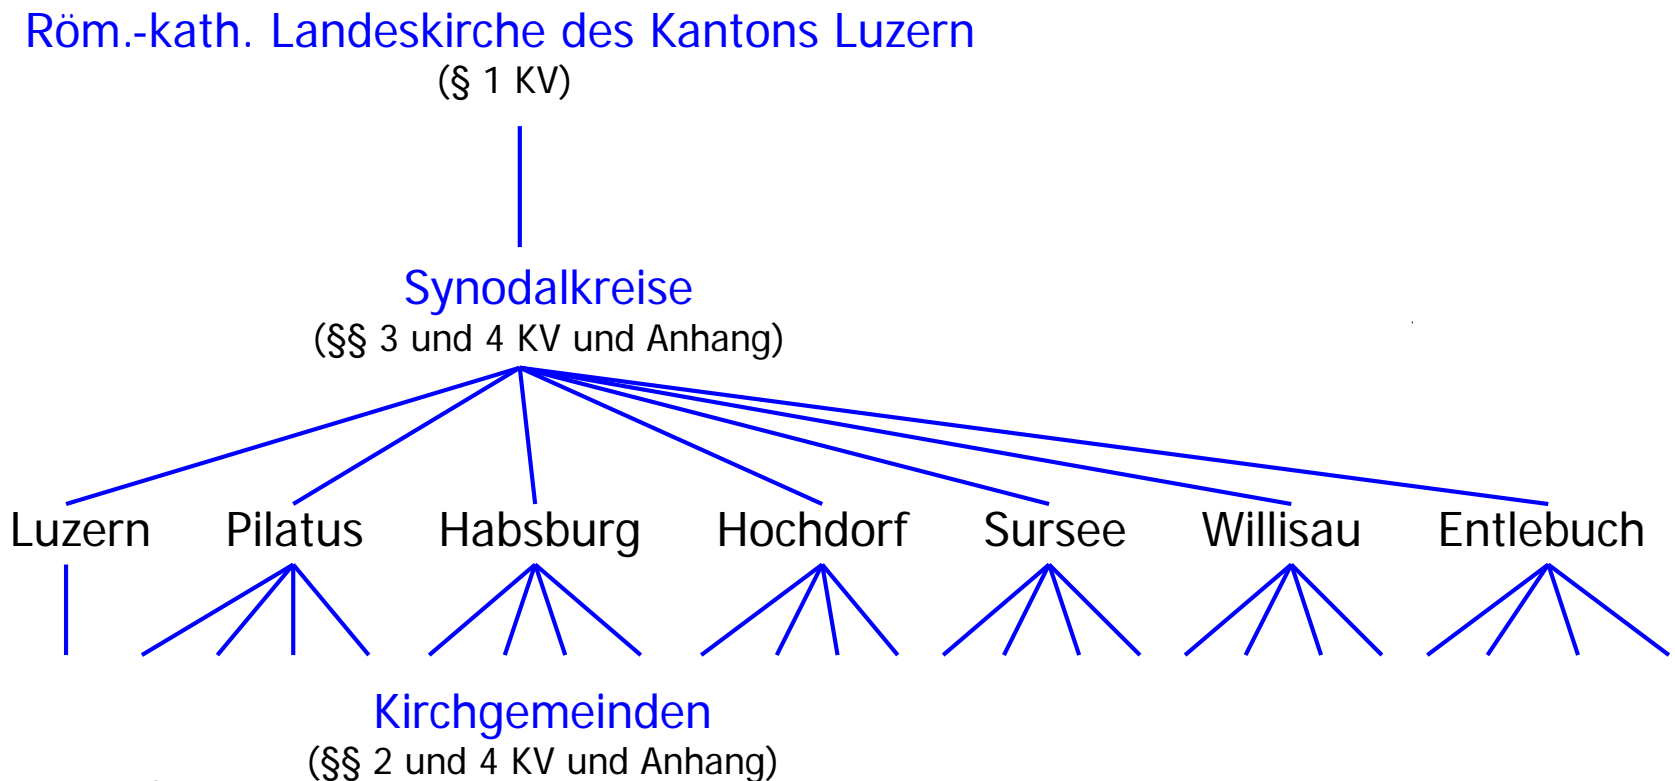 Röm.-kath. Landeskirche des Kantons Luzern
(§ 1 KV)
Synodalkreise
(§§ 3 und 4 KV und Anhang)
Luzern Pilatus Habsburg Hochdorf Sursee Willisau Entlebuch
Kirchgemeinden
(§§ 2 und 4 KV und Anhang)